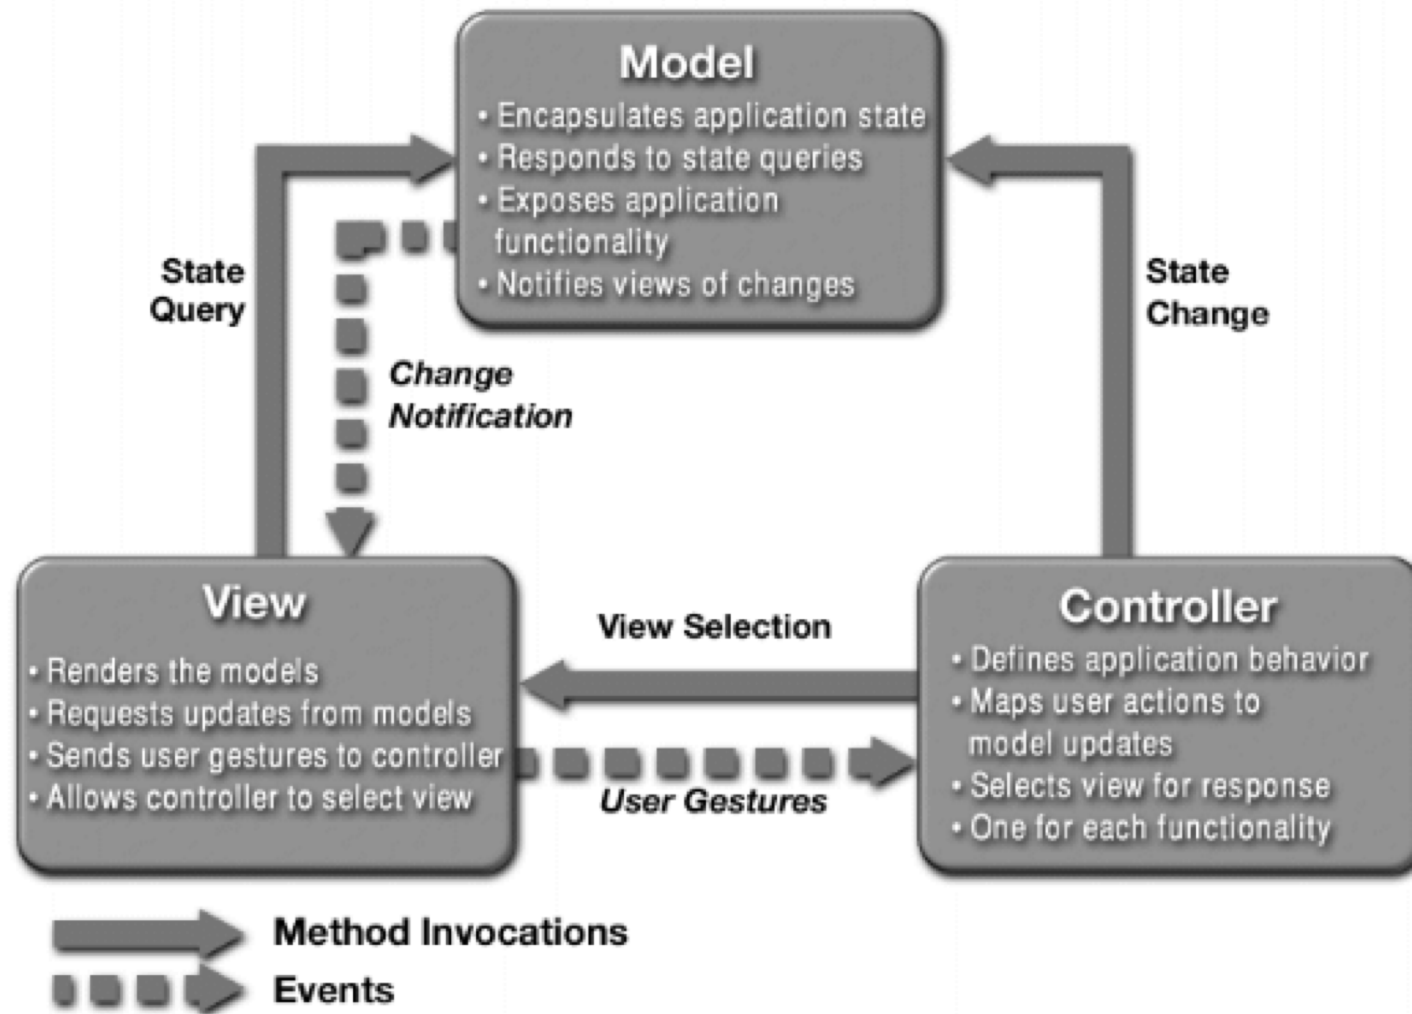 Model
• Encapsulates application state
• Responds to state queries
• Exposes application
functionality
• Notifies views of changes
State
Query
Change
Notification
State
Change
View
• Renders the models
• Requests updates from models
• Sends user gestures to controller
• Allows controller to select view
View Selection
User Gestures
Controller
• Defines application behavior
• Maps user actions to
model updates
• Selects view for response
• One for each functionality
Method Invocations
Events